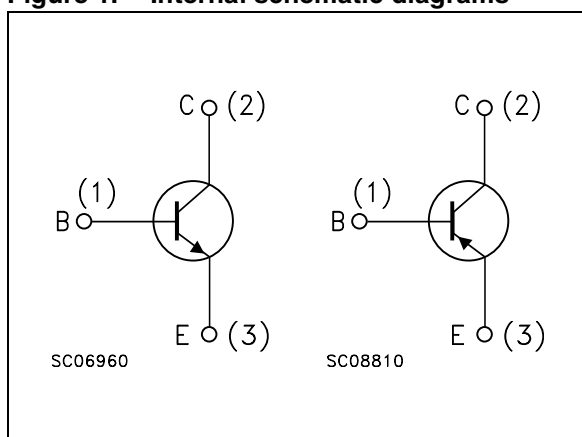 Figure 1. Internal schematic diagrams
C (2) C (2)
(1) (1)
B B
E (3) E (3)
SC06960 SC08810